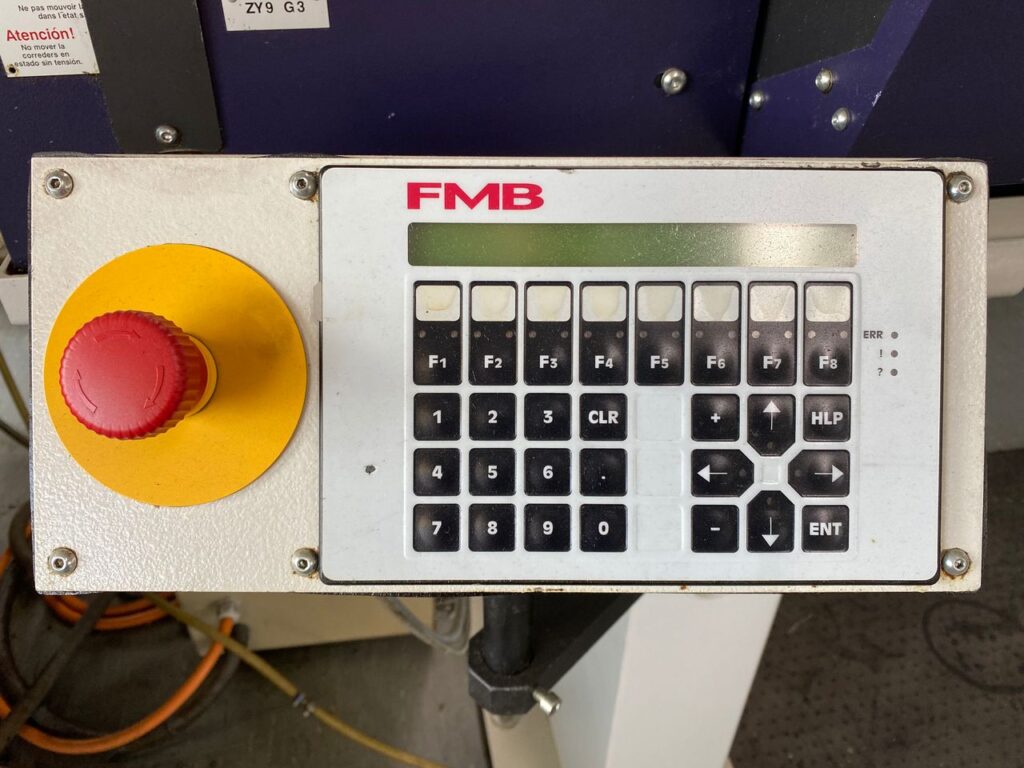 Ne pas mouvoir
dans l'état
Atención!
No mover la
correderas en
estado sin tensión.
ZY9 G3
FMB
F1 F2 F3 F4 F5 F6 F7 F8
ERR
!
?
1 2 3 CLR + ↑ HLP
4 5 6 . ← →
7 8 9 0 - ↓ ENT